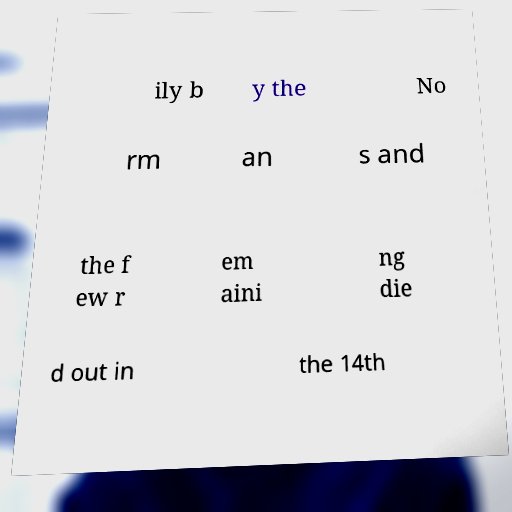 ily b y the No
rm an s and
the f em ng
ew r aini die
d out in the 14th